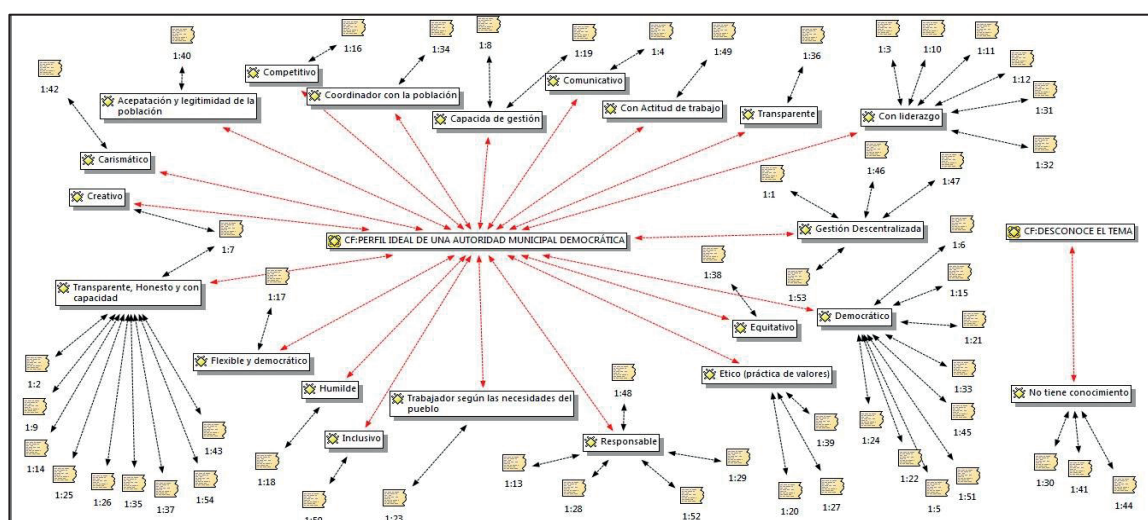 1:40
1:16
1:34
1:8
1:19
1:4
1:49
1:36
1:3
1:10
1:11
1:12
1:31
1:32
1:42
Acepatación y legitimidad de la
población
Competitivo
Coordinador con la población
Capacida de gestión
Comunicativo
Con Actitud de trabajo
Transparente
Con liderazgo
Carismático
Creativo
1:7
1:1
1:46
1:47
CF:PERFIL IDEAL DE UNA AUTORIDAD MUNICIPAL DEMOCRÁTICA
Gestión Descentralizada
1:53
1:6
CF:DESCONOCE EL TEMA
Transparente, Honesto y con
capacidad
1:17
1:38
Equitativo
Democrático
1:15
1:21
1:33
1:45
1:51
1:5
1:22
1:24
Flexible y democrático
Humilde
Trabajador según las necesidades del
pueblo
Etico (práctica de valores)
No tiene conocimiento
1:2
1:9
1:14
1:25
1:26
1:35
1:37
1:54
1:43
1:18
Inclusivo
1:50
1:23
1:48
Responsable
1:13
1:28
1:52
1:29
1:39
1:20
1:27
1:30
1:41
1:44